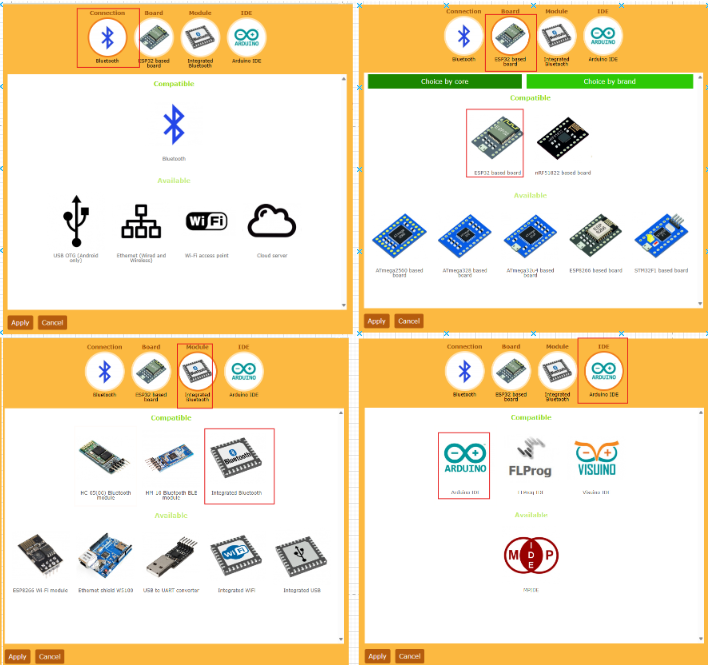 Connection Board Module IDE
Bluetooth ESP32 based board Integrated Bluetooth Arduino IDE
Compatible
Bluetooth
Available
WiFi
USB OTG (Android only) Ethernet (Wired and Wireless) Wi-Fi access point Cloud server
Apply Cancel
Connection Board Module IDE
Bluetooth ESP32 based board Integrated Bluetooth Arduino IDE
Choice by core Choice by brand
Compatible
ESP32 based board nRF51822 based board
Available
ATmega2560 based board ATmega328 based board ATmega32u4 based board ESP8266 based board STM32F1 based board
Apply Cancel
Connection Board Module IDE
Bluetooth ESP32 based board Integrated Bluetooth Arduino IDE
Compatible
Bluetooth
HC 05(06) Bluetooth module HM 10 Bluetooth BLE module Integrated Bluetooth
Available
WiFi
ESP8266 Wi Fi module Ethernet shield W5100 USB to UART converter Integrated WiFi Integrated USB
Apply Cancel
Connection Board Module IDE
ARDUINO
Bluetooth ESP32 based board Integrated Bluetooth Arduino IDE
Compatible
ARDUINO FLProg VISUINO
Arduino IDE FLProg IDE Visuino IDE
Available
M IDE P
MPIDE
Apply Cancel